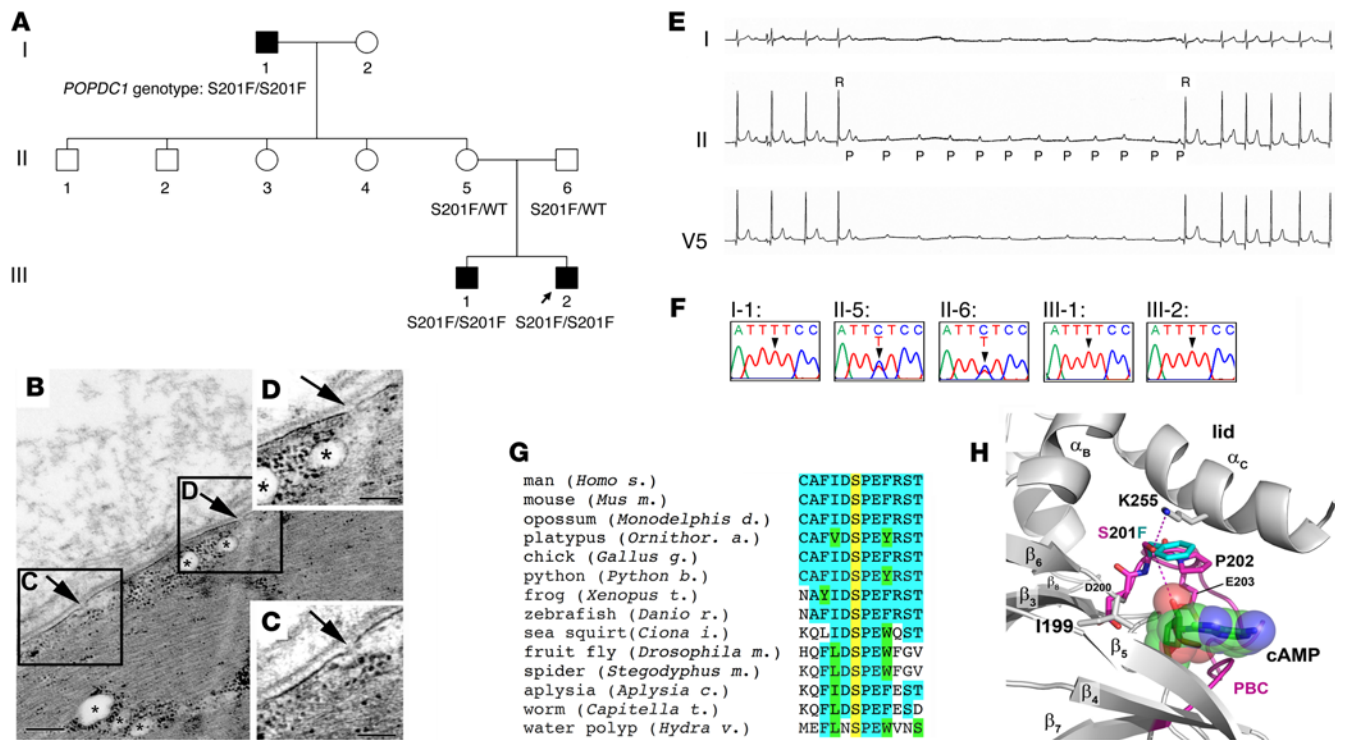 A
I
1 2
POPDC1 genotype: S201F/S201F
II
1 2 3 4 5 6
S201F/WT S201F/WT
III
1 2
S201F/S201F S201F/S201F
B
D
D
C
C
* * * * * * *
E
I
R R
II
P P P P P P P P P P P P
V5
F
I-1: II-5: II-6: III-1: III-2:
A T T T T C C
A T T C T C C
T
A T T C T C C
T
A T T T T C C
A T T T T C C
G
man (Homo s.) CAFIDSPEFRST
mouse (Mus m.) CAFIDSPEFRST
opossum (Monodelphis d.) CAFIDSPEFRST
platypus (Ornithor. a.) CAFVDSPEYRST
chick (Gallus g.) CAFIDSPEFRST
python (Python b.) CAFIDSPEYRST
frog (Xenopus t.) NAYIDSPEFRST
zebrafish (Danio r.) NAFIDSPEFRST
sea squirt(Ciona i.) KQLIDSPEWQST
fruit fly (Drosophila m.) HQFLDSPEWFGV
spider (Stegodyphus m.) KQFLDSPEWFGV
aplysia (Aplysia c.) KQFIDSPEFEST
worm (Capitella t.) KQFLDSPEFESD
water polyp (Hydra v.) MEFLNSPEWVNS
H
lid
αB
αC
K255
S201F
β6
P202
β8
E203
β3
D200
I199
β5
cAMP
β4
PBC
β7